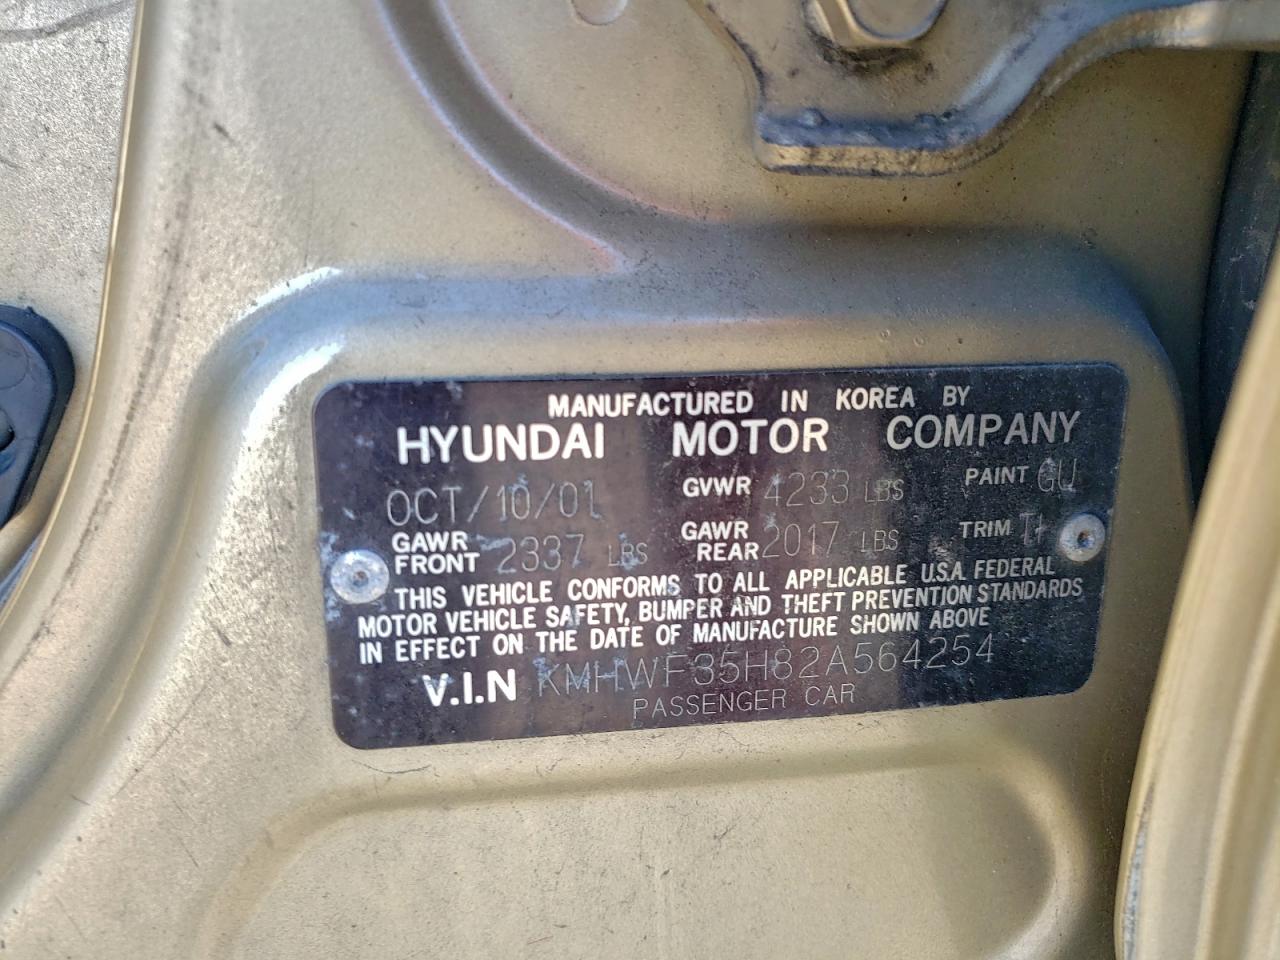 MANUFACTURED IN KOREA BY
HYUNDAI MOTOR COMPANY
OCT/10/01 GVWR 4233 LBS PAINT GU
GAWR FRONT 2337 LBS GAWR REAR 2017 LBS TRIM
THIS VEHICLE CONFORMS TO ALL APPLICABLE U.S.A. FEDERAL
MOTOR VEHICLE SAFETY, BUMPER AND THEFT PREVENTION STANDARDS
IN EFFECT ON THE DATE OF MANUFACTURE SHOWN ABOVE
V.I.N KMHWF35H82A564254
PASSENGER CAR